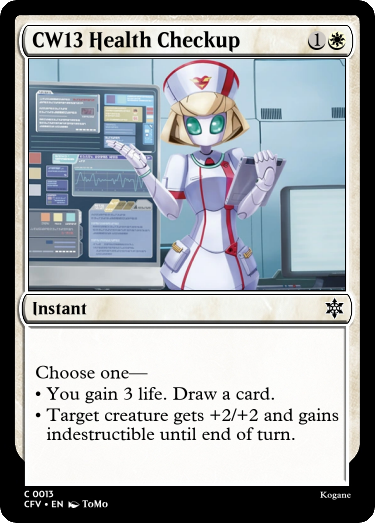 CW13 Health Checkup 1
Instant
Choose one—
• You gain 3 life. Draw a card.
• Target creature gets +2/+2 and gains
indestructible until end of turn.
C 0013
CFV • EN ToMo
Kogane